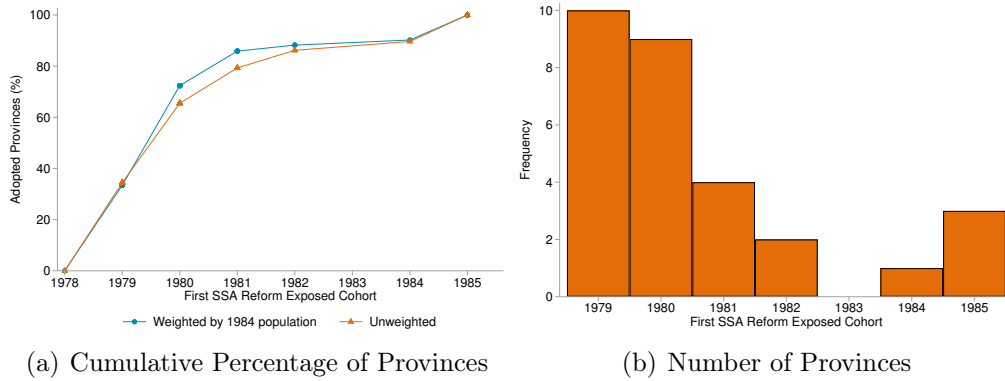 Adopted Provinces (%)
100
80
60
40
20
0
1978 1979 1980 1981 1982 1983 1984 1985
First SSA Reform Exposed Cohort
Weighted by 1984 population Unweighted
(a) Cumulative Percentage of Provinces
Frequency
10
8
6
4
2
0
1979 1980 1981 1982 1983 1984 1985
First SSA Reform Exposed Cohort
(b) Number of Provinces